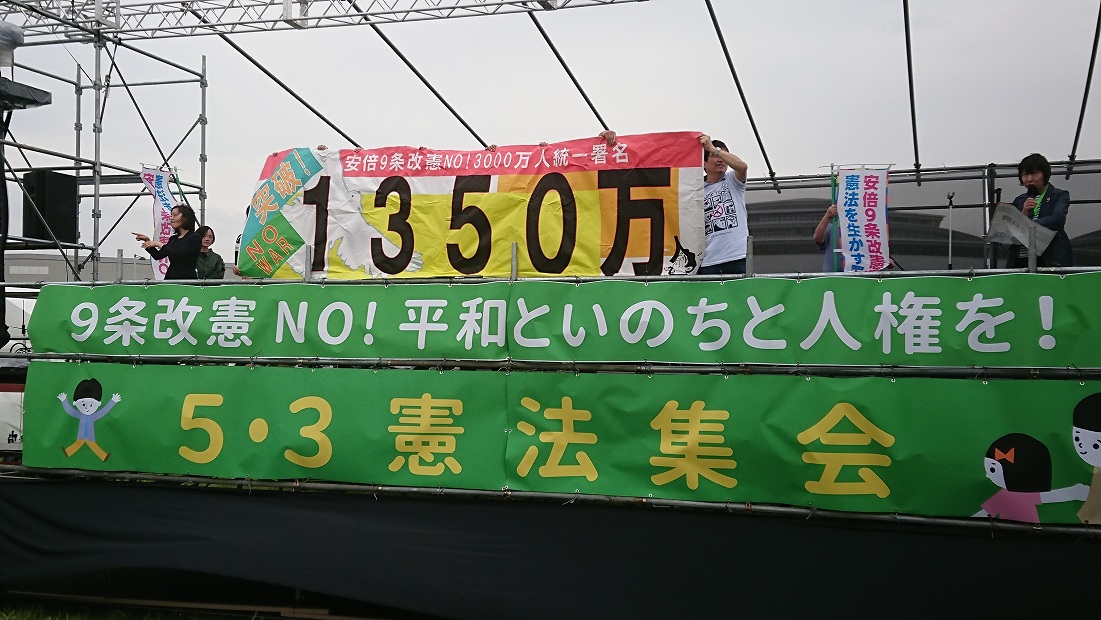 安倍9条改憲NO!3000万人統一署名
突破!
1350万
NO
WAR
安倍9条改憲
憲法を生かす
9条改憲 NO! 平和といのちと人権を!
5・3 憲法集会